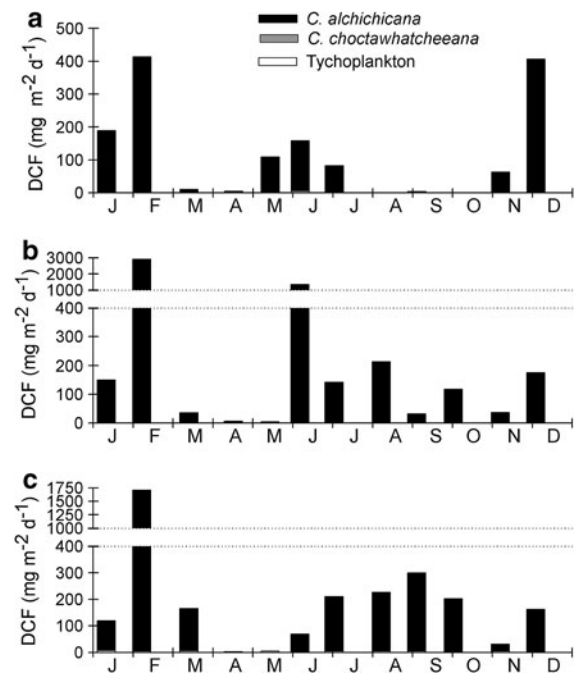 a
C. alchichicana
C. choctawhatcheeana
Tychoplankton
DCF (mg m-2 d-1)
500
400
300
200
100
0
J F M A M J J A S O N D
b
DCF (mg m-2 d-1)
3000
2000
1000
400
300
200
100
0
J F M A M J J A S O N D
c
DCF (mg m-2 d-1)
1750
1500
1250
1000
400
300
200
100
0
J F M A M J J A S O N D